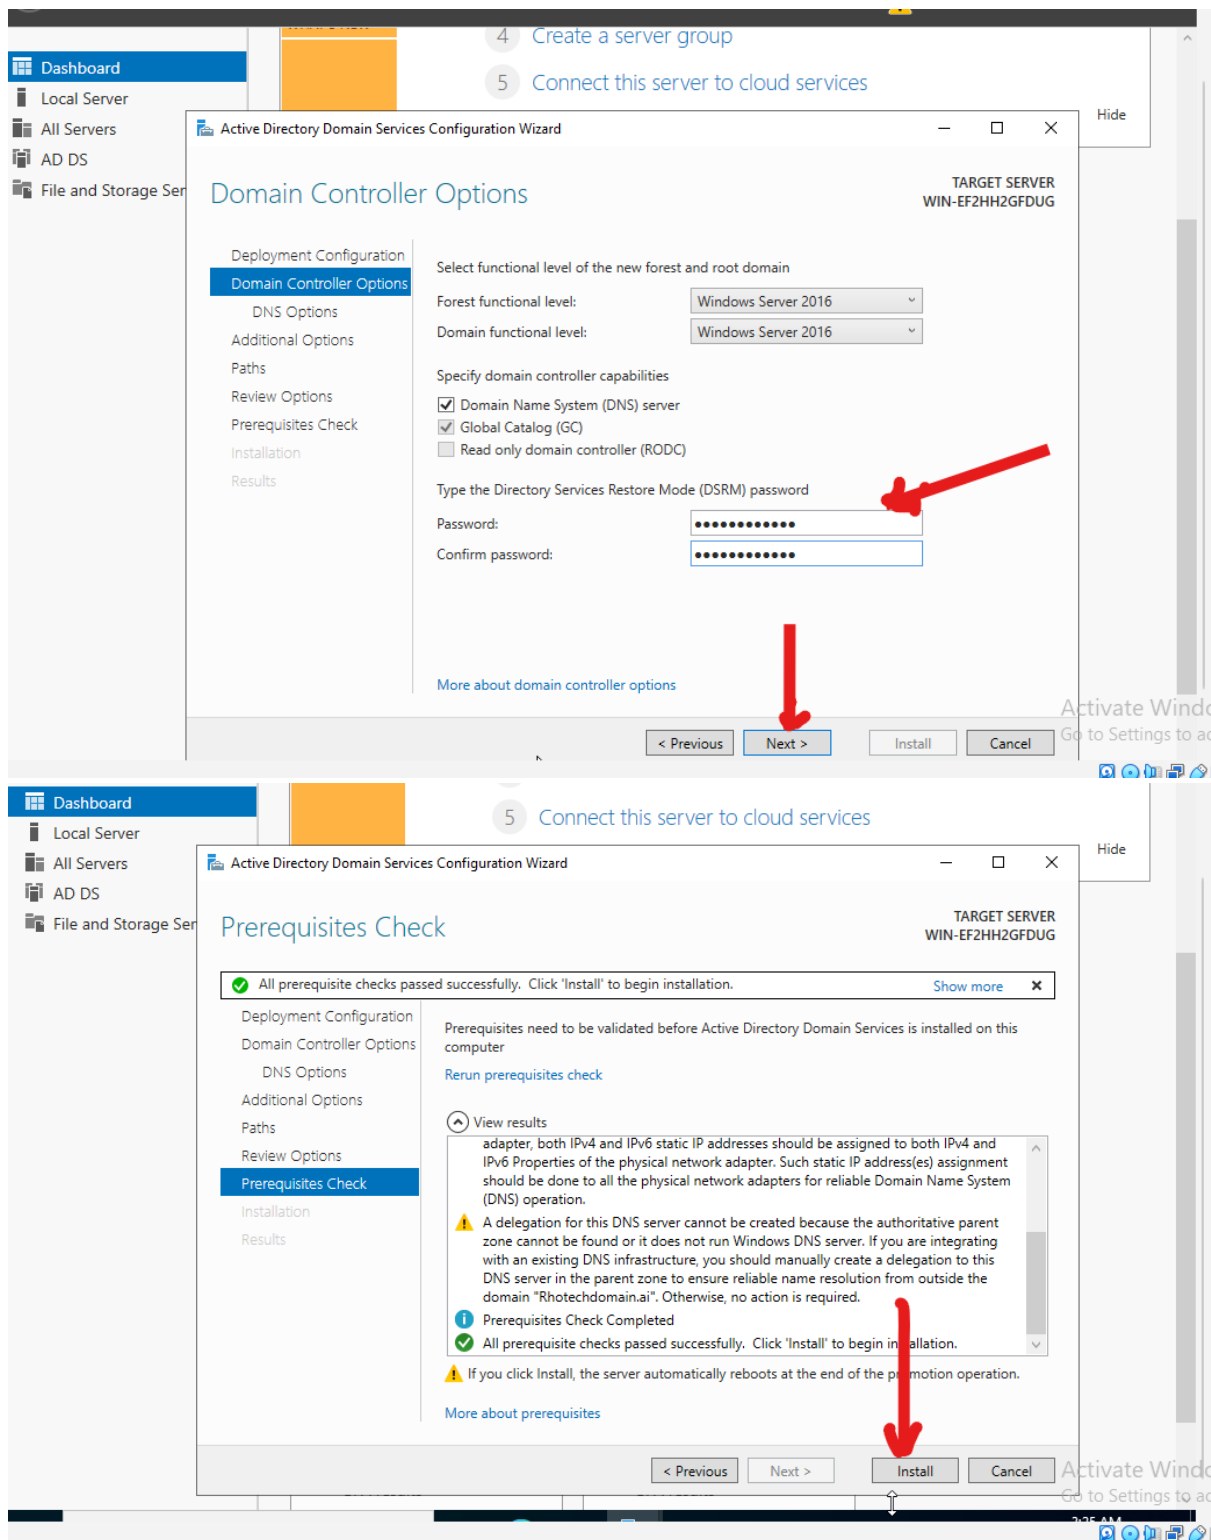 4 Create a server group
Dashboard
5 Connect this server to cloud services
Local Server
Hide
All Servers
Active Directory Domain Services Configuration Wizard
AD DS
File and Storage Ser
Domain Controller Options
TARGET SERVER
WIN-EF2HH2GFDUG
Deployment Configuration
Domain Controller Options
DNS Options
Additional Options
Paths
Review Options
Prerequisites Check
Installation
Results
Select functional level of the new forest and root domain
Forest functional level: Windows Server 2016
Domain functional level: Windows Server 2016
Specify domain controller capabilities
Domain Name System (DNS) server
Global Catalog (GC)
Read only domain controller (RODC)
Type the Directory Services Restore Mode (DSRM) password
Password: ••••••••••••
Confirm password: ••••••••••••
More about domain controller options
Activate Windo
Go to Settings to ac
< Previous Next > Install Cancel
Dashboard
5 Connect this server to cloud services
Local Server
Hide
All Servers
Active Directory Domain Services Configuration Wizard
AD DS
File and Storage Ser
Prerequisites Check
TARGET SERVER
WIN-EF2HH2GFDUG
All prerequisite checks passed successfully. Click 'Install' to begin installation. Show more
Deployment Configuration
Domain Controller Options
DNS Options
Additional Options
Paths
Review Options
Prerequisites Check
Installation
Results
Prerequisites need to be validated before Active Directory Domain Services is installed on this
computer
Rerun prerequisites check
View results
adapter, both IPv4 and IPv6 static IP addresses should be assigned to both IPv4 and
IPv6 Properties of the physical network adapter. Such static IP address(es) assignment
should be done to all the physical network adapters for reliable Domain Name System
(DNS) operation.
A delegation for this DNS server cannot be created because the authoritative parent
zone cannot be found or it does not run Windows DNS server. If you are integrating
with an existing DNS infrastructure, you should manually create a delegation to this
DNS server in the parent zone to ensure reliable name resolution from outside the
domain "Rhotechdomain.ai". Otherwise, no action is required.
Prerequisites Check Completed
All prerequisite checks passed successfully. Click 'Install' to begin installation.
If you click Install, the server automatically reboots at the end of the promotion operation.
More about prerequisites
< Previous Next > Install Cancel
Activate Windo
Go to Settings to ac